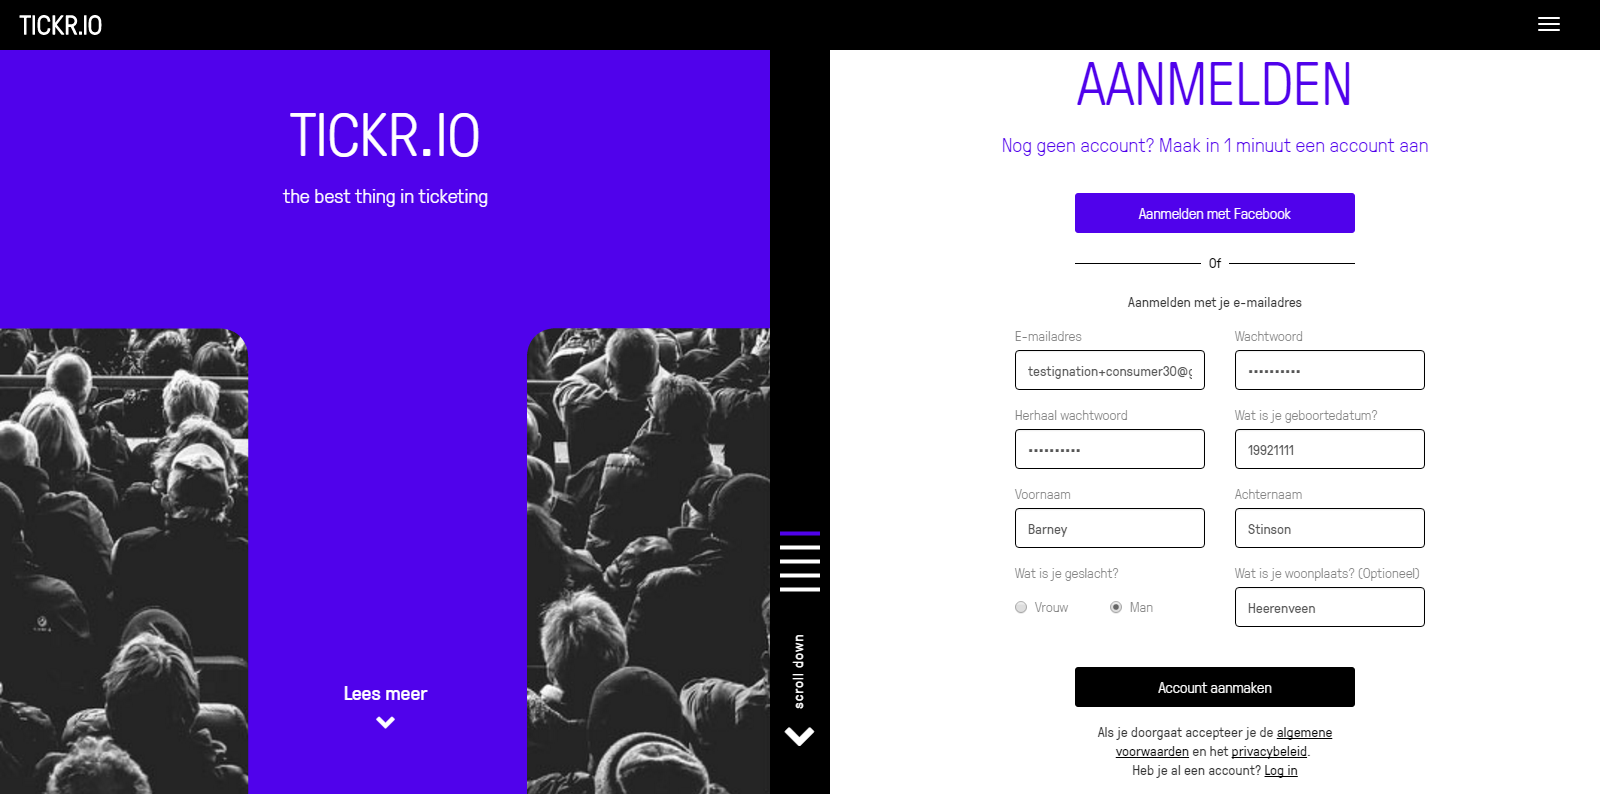 TICKR.IO
TICKR.IO
the best thing in ticketing
Lees meer
scroll down
AANMELDEN
Nog geen account? Maak in 1 minuut een account aan
Aanmelden met Facebook
Of
Aanmelden met je e-mailadres
E-mailadres
Wachtwoord
testignation+consumer30@g
••••••••••
Herhaal wachtwoord
Wat is je geboortedatum?
••••••••••
19921111
Voornaam
Achternaam
Barney
Stinson
Wat is je geslacht?
Wat is je woonplaats? (Optioneel)
Vrouw
Man
Heerenveen
Account aanmaken
Als je doorgaat accepteer je de algemene
voorwaarden en het privacybeleid.
Heb je al een account? Log in